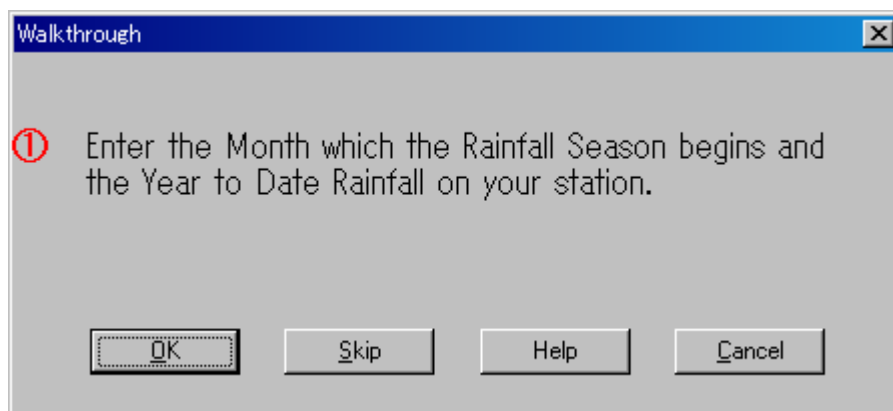 Walkthrough
① Enter the Month which the Rainfall Season begins and
the Year to Date Rainfall on your station.
OK Skip Help Cancel